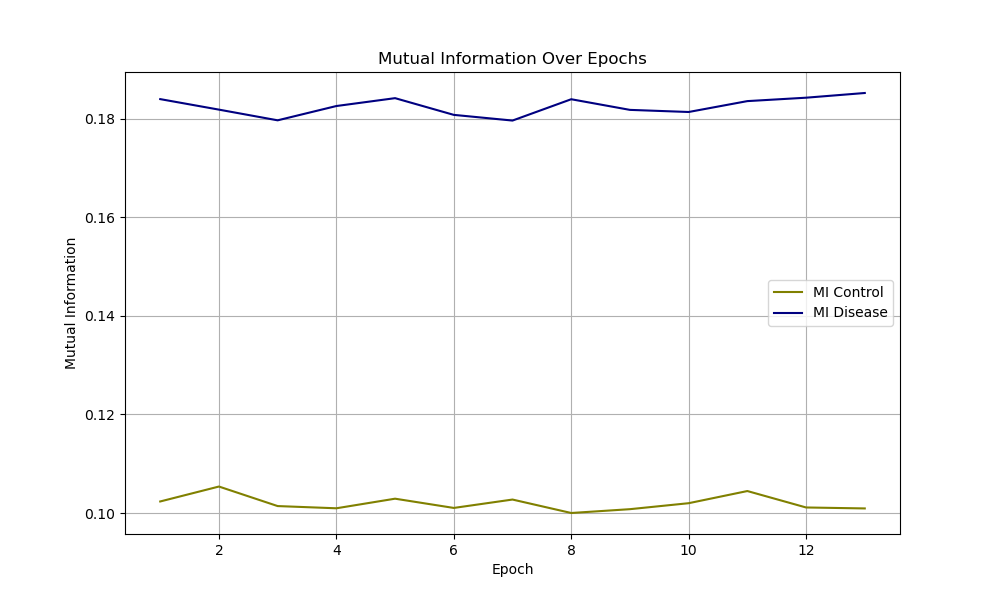 Mutual Information Over Epochs
Mutual Information
0.18
0.16
0.14
0.12
0.10
MI Control
MI Disease
2 4 6 8 10 12
Epoch